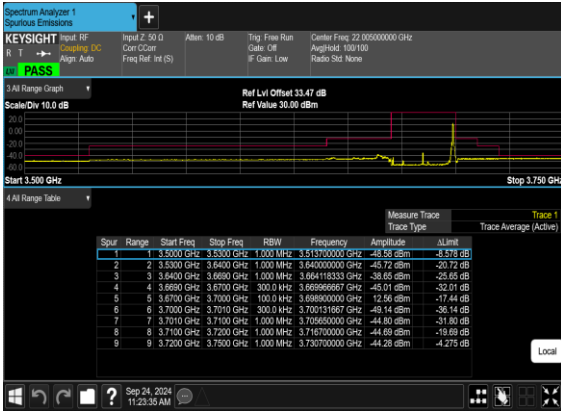 Spectrum Analyzer 1
Spurious Emissions
+
KEYSIGHT Input: RF Input Z: 50 Ω Atten: 10 dB Trig: Free Run Center Freq: 22.005000000 GHz
R T Coupling: DC Corr CCorr Gate: Off Avg|Hold: 100/100
Align: Auto Freq Ref: Int (S) IF Gain: Low Radio Std: None
PASS
3 All Range Graph
Ref Lvl Offset 33.47 dB
Scale/Div 10.0 dB Ref Value 30.00 dBm
20.0
0.00
-20.0
-40.0
-60.0
Start 3.500 GHz Stop 3.750 GHz
4 All Range Table
Measure Trace Trace 1
Trace Type Trace Average (Active)
Spur Range Start Freq Stop Freq RBW Frequency Amplitude ΔLimit
1 1 3.5000 GHz 3.5300 GHz 1.000 MHz 3.513700000 GHz -48.58 dBm -8.578 dB
2 2 3.5300 GHz 3.6400 GHz 1.000 MHz 3.640000000 GHz -45.72 dBm -20.72 dB
3 3 3.6400 GHz 3.6690 GHz 1.000 MHz 3.664118333 GHz -38.65 dBm -25.65 dB
4 4 3.6690 GHz 3.6700 GHz 300.0 kHz 3.669966667 GHz -45.01 dBm -32.01 dB
5 5 3.6700 GHz 3.7000 GHz 100.0 kHz 3.698900000 GHz 12.56 dBm -17.44 dB
6 6 3.7000 GHz 3.7010 GHz 300.0 kHz 3.700131667 GHz -49.14 dBm -36.14 dB
7 7 3.7010 GHz 3.7100 GHz 1.000 MHz 3.705650000 GHz -44.80 dBm -31.80 dB
8 8 3.7100 GHz 3.7200 GHz 1.000 MHz 3.716700000 GHz -44.69 dBm -19.69 dB
9 9 3.7200 GHz 3.7500 GHz 1.000 MHz 3.730700000 GHz -44.28 dBm -4.275 dB
Local
? Sep 24, 2024
11:23:35 AM